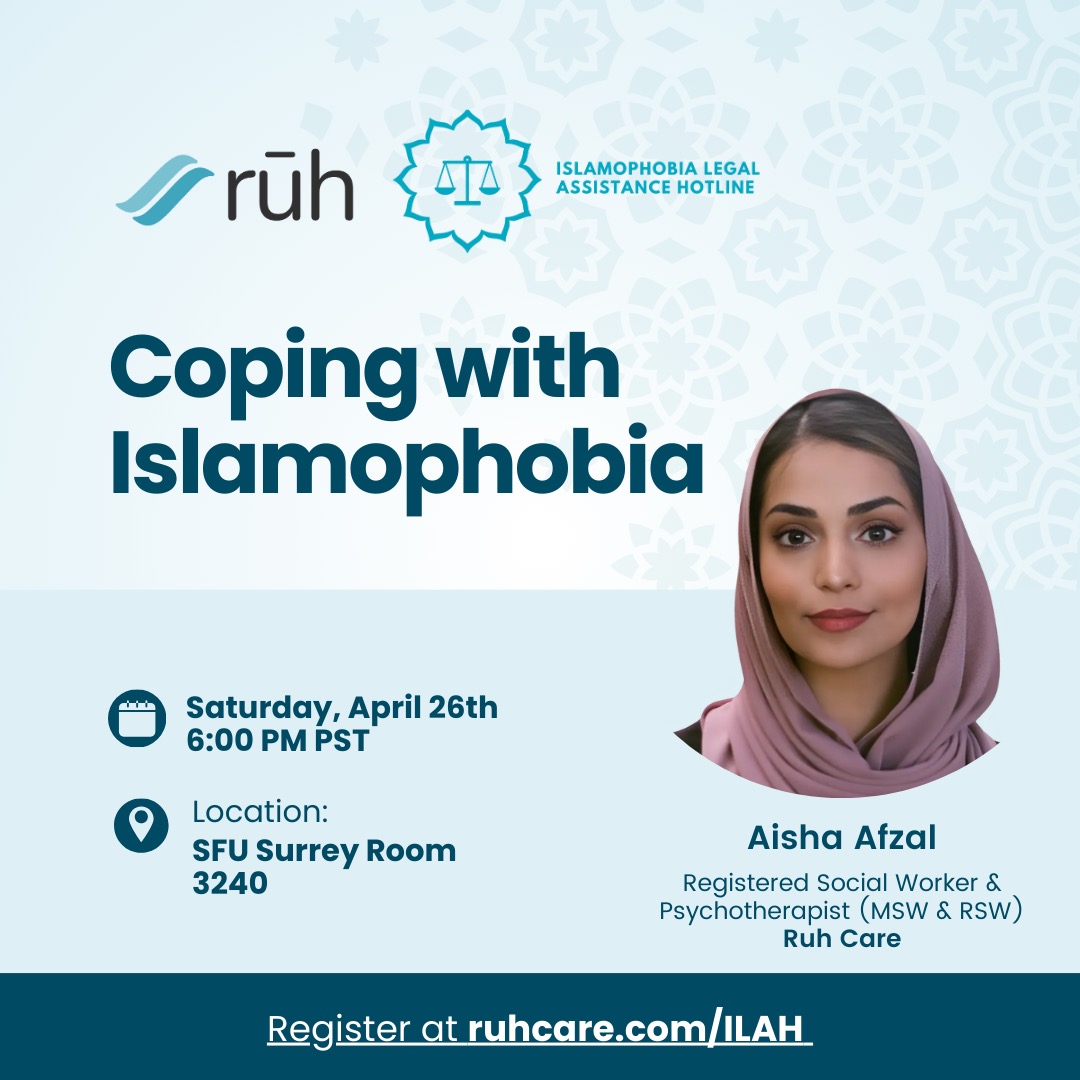 rūh
ISLAMOPHOBIA LEGAL
ASSISTANCE HOTLINE
Coping with
Islamophobia
Saturday, April 26th
6:00 PM PST
Location:
SFU Surrey Room
3240
Aisha Afzal
Registered Social Worker &
Psychotherapist (MSW & RSW)
Ruh Care
Register at ruhcare.com/ILAH